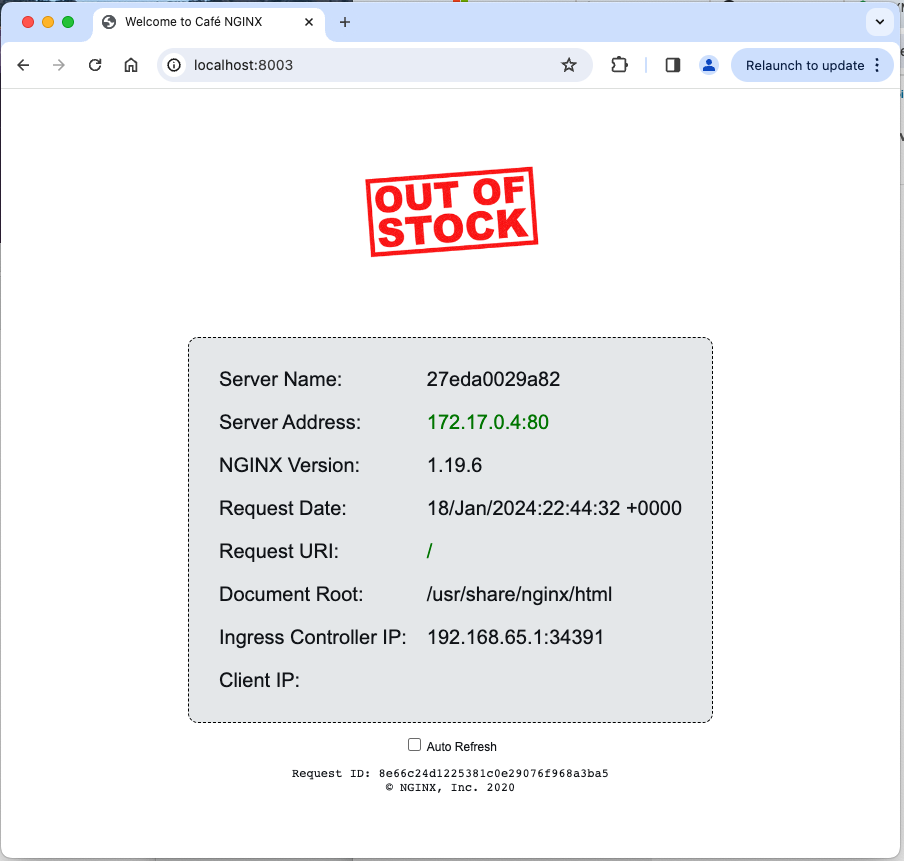 Welcome to Café NGINX
localhost:8003
Relaunch to update
OUT OF
STOCK
Server Name: 27eda0029a82
Server Address: 172.17.0.4:80
NGINX Version: 1.19.6
Request Date: 18/Jan/2024:22:44:32 +0000
Request URI: /
Document Root: /usr/share/nginx/html
Ingress Controller IP: 192.168.65.1:34391
Client IP:
Auto Refresh
Request ID: 8e66c24d1225381c0e29076f968a3ba5
© NGINX, Inc. 2020